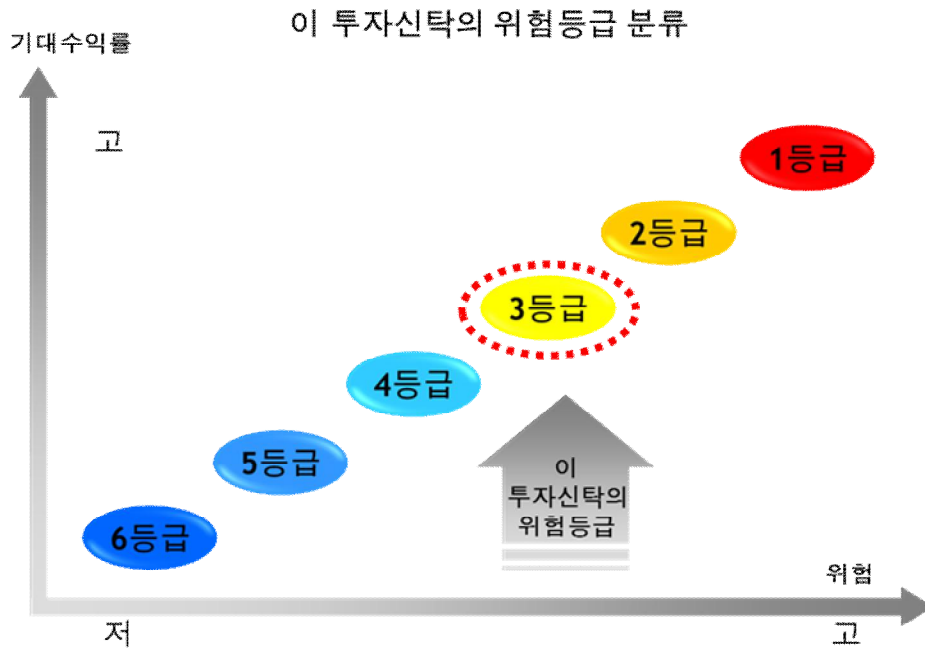 이 투자신탁의 위험등급 분류
기대수익률
고
1등급
2등급
3등급
4등급
5등급
6등급
이
투자신탁의
위험등급
위험
저
고